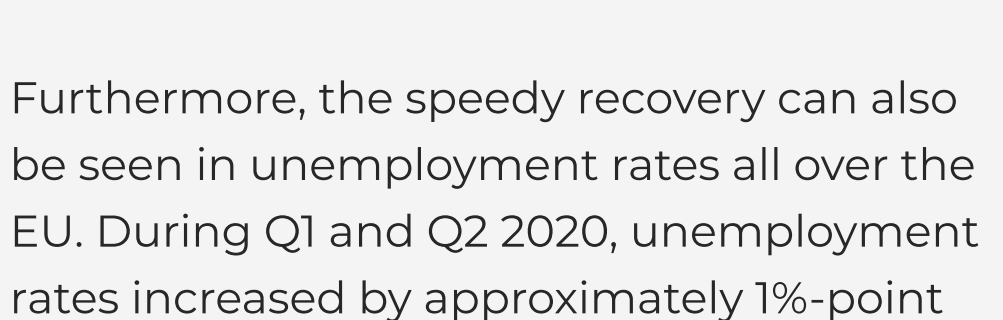 Furthermore, the speedy recovery can also
be seen in unemployment rates all over the
EU. During Q1 and Q2 2020, unemployment
rates increased by approximately 1%-point